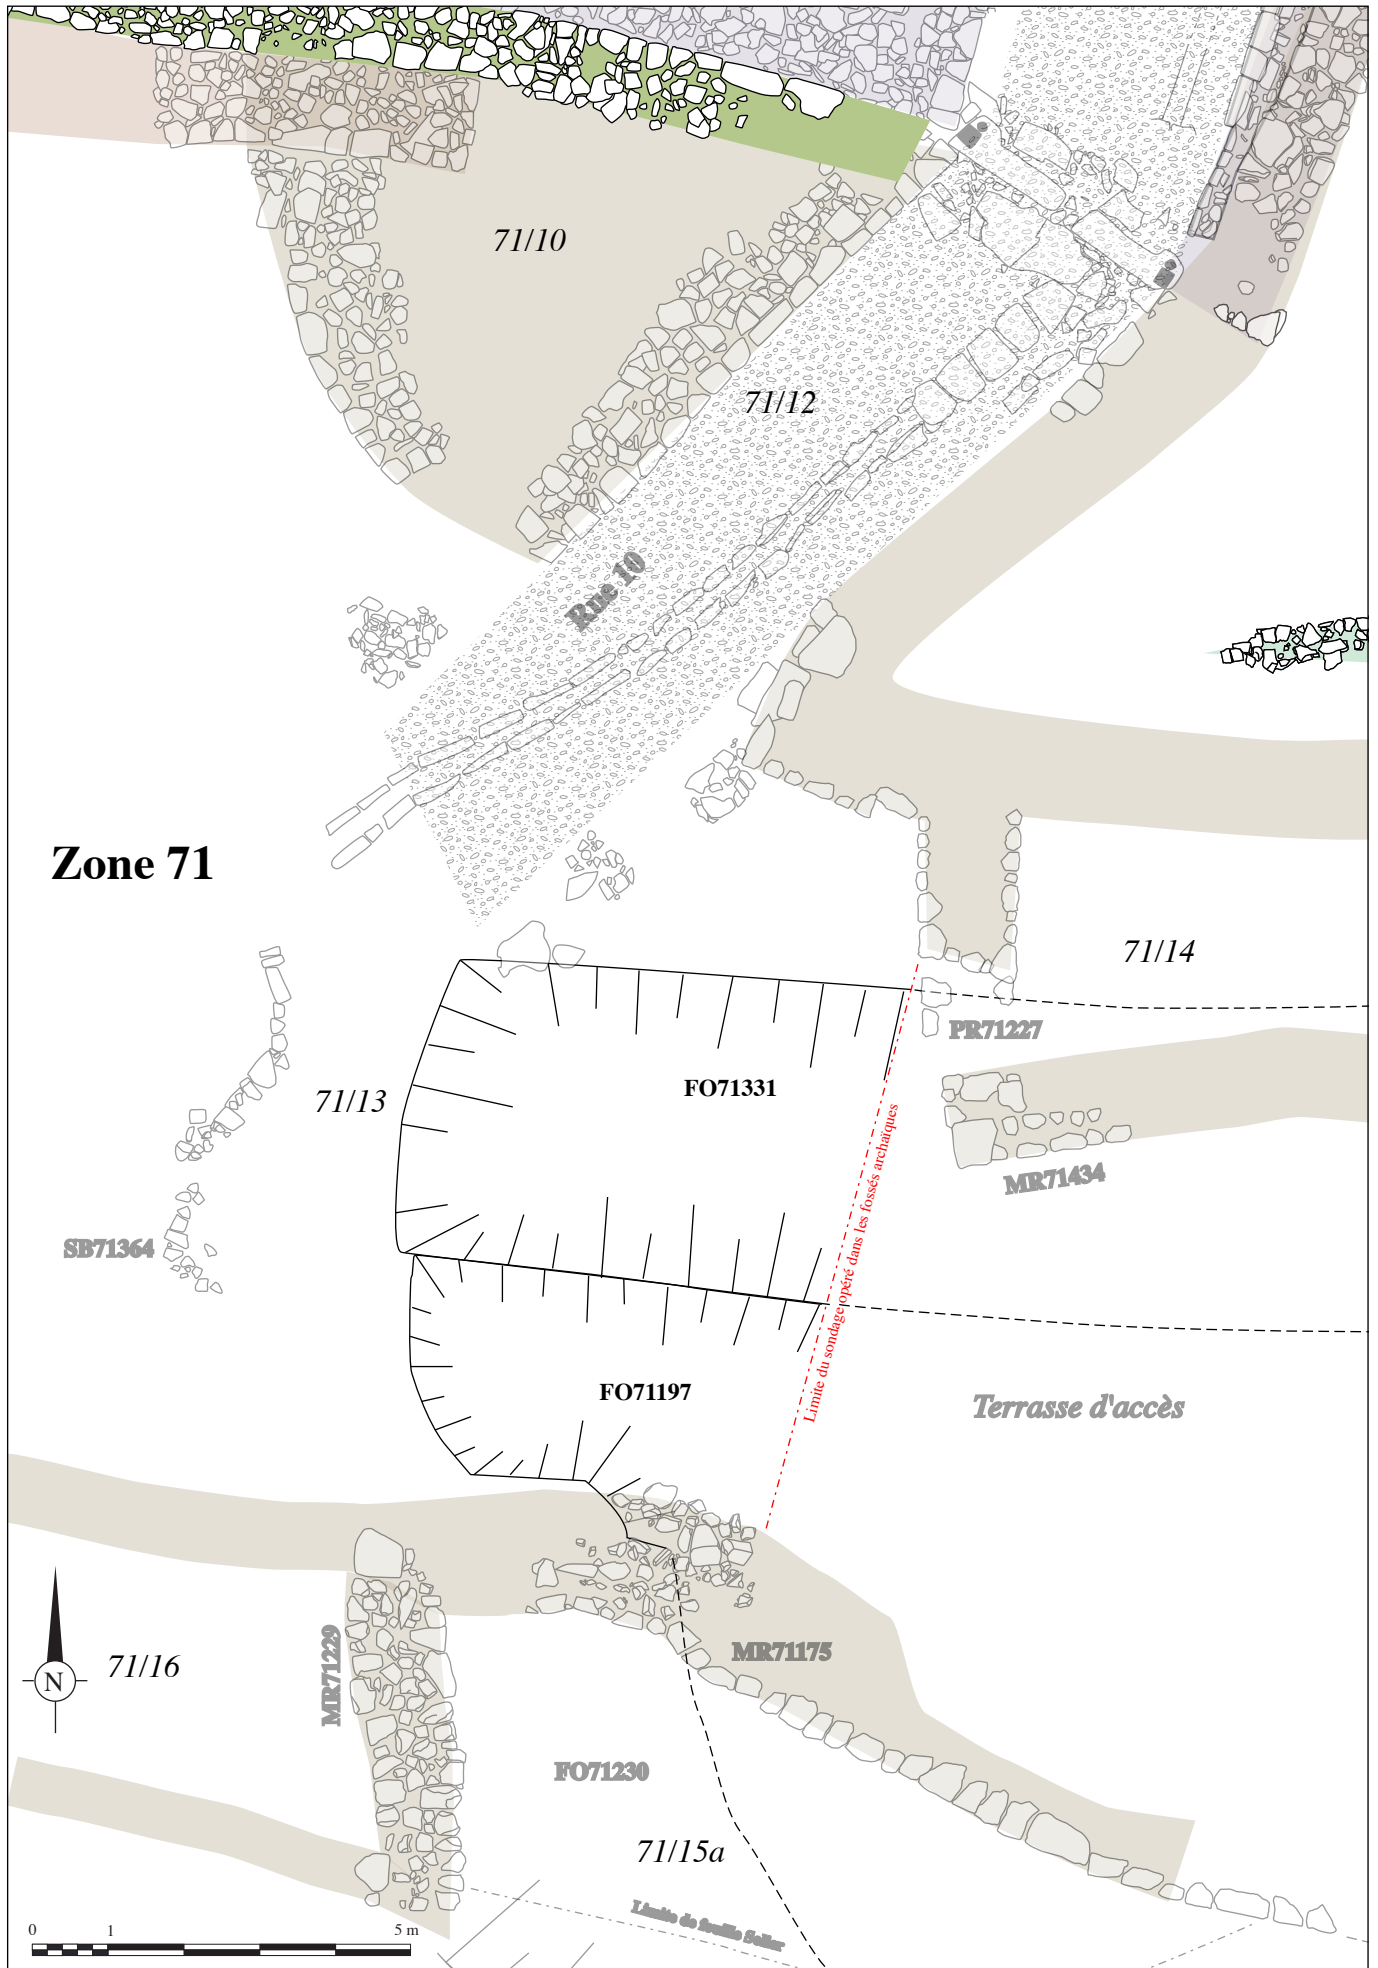 71/10
71/12
Rue 10
Zone 71
71/14
PR71227
FO71331
71/13
MR71434
SB71364
Limite du sondage opéré dans les fossés archaïques
FO71197
Terrasse d'accès
MR71229
MR71175
N
71/16
FO71230
71/15a
Limite de fouille Soller
0 1 5 m